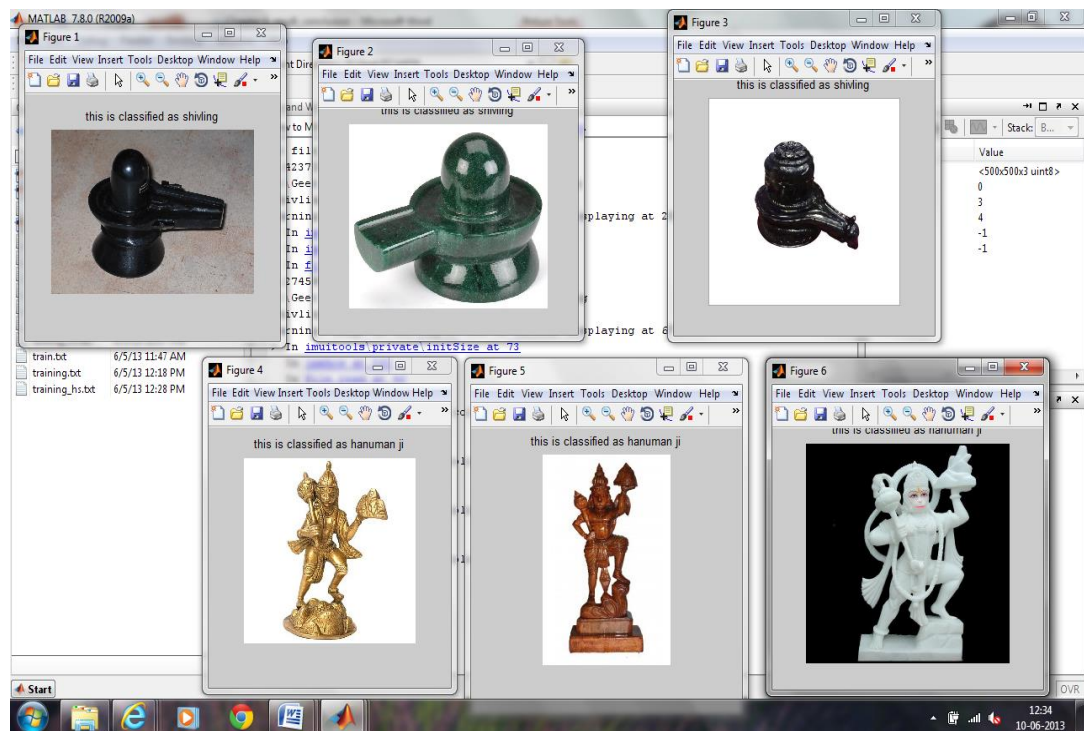 MATLAB 7.8.0 (R2009a)
Figure 1
File Edit View Insert Tools Desktop Window Help
this is classified as shivling
Figure 2
File Edit View Insert Tools Desktop Window Help
this is classified as shivling
Figure 3
File Edit View Insert Tools Desktop Window Help
this is classified as shivling
Stack:
Value
<500x500x3 uint8>
0
3
4
-1
-1
In imuitools\private\initSize at 73
train.txt 6/5/13 11:47 AM
training.txt 6/5/13 12:18 PM
training_hs.txt 6/5/13 12:28 PM
Figure 4
File Edit View Insert Tools Desktop Window Help
this is classified as hanuman ji
Figure 5
File Edit View Insert Tools Desktop Window Help
this is classified as hanuman ji
Figure 6
File Edit View Insert Tools Desktop Window Help
this is classified as hanuman ji
Start
OVR
12:34
10-06-2013